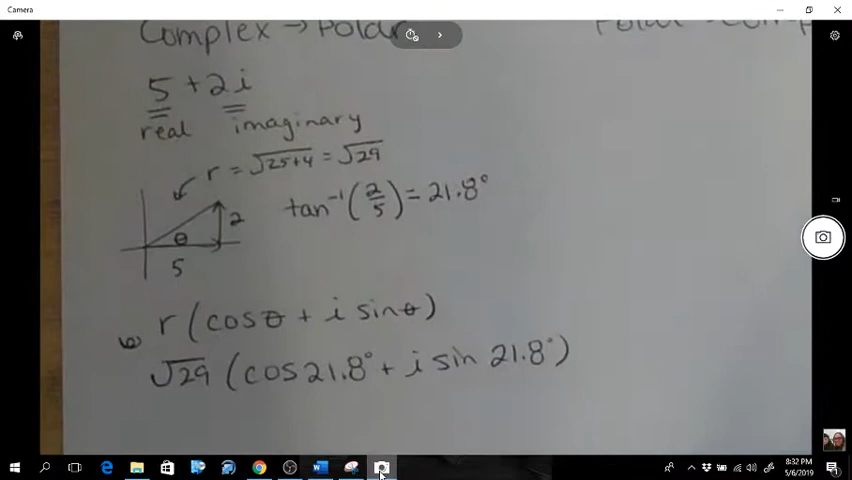 Camera
Complex → Polar
5 + 2i
real imaginary
r = √25+4 = √29
tan⁻¹(2/5) = 21.8°
2
θ
5
r (cosθ + i sinθ)
√29 (cos 21.8° + i sin 21.8°)
8:32 PM
5/6/2019